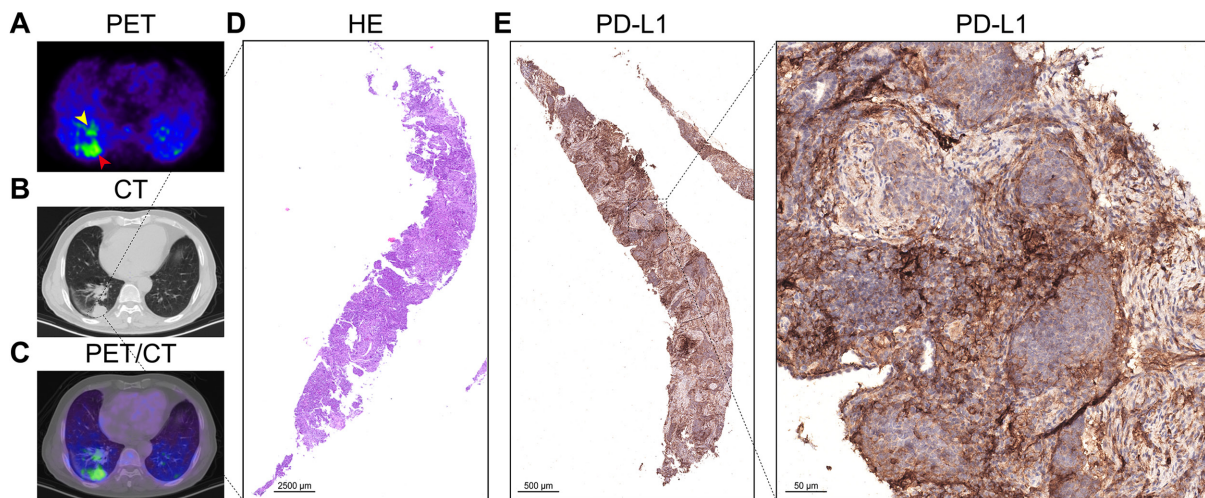 A PET
B CT
C PET/CT
D HE
2500 µm
E PD-L1
500 µm
PD-L1
50 µm